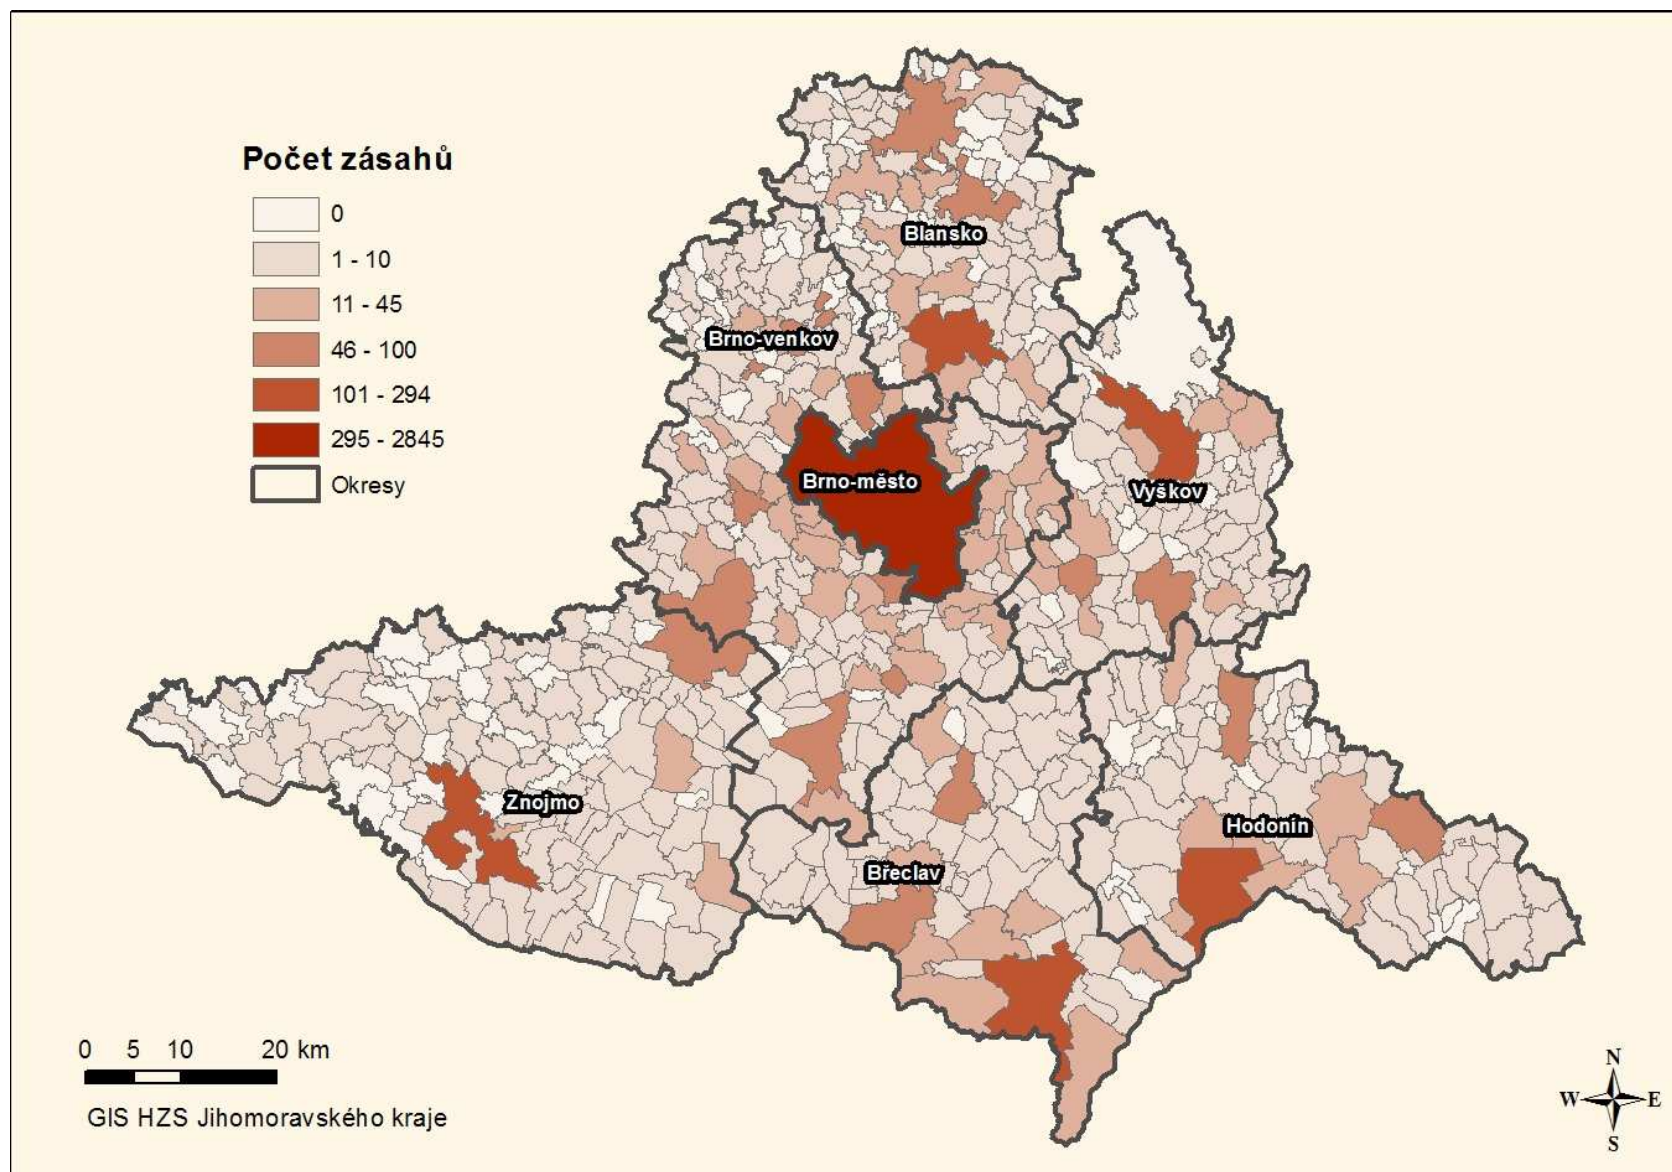 Počet zásahů
0
1 - 10
11 - 45
46 - 100
101 - 294
295 - 2845
Okresy
Blansko
Brno-venkov
Brno-město
Vyškov
Znojmo
Hodonín
Břeclav
0 5 10 20 km
GIS HZS Jihomoravského kraje
N
W E
S